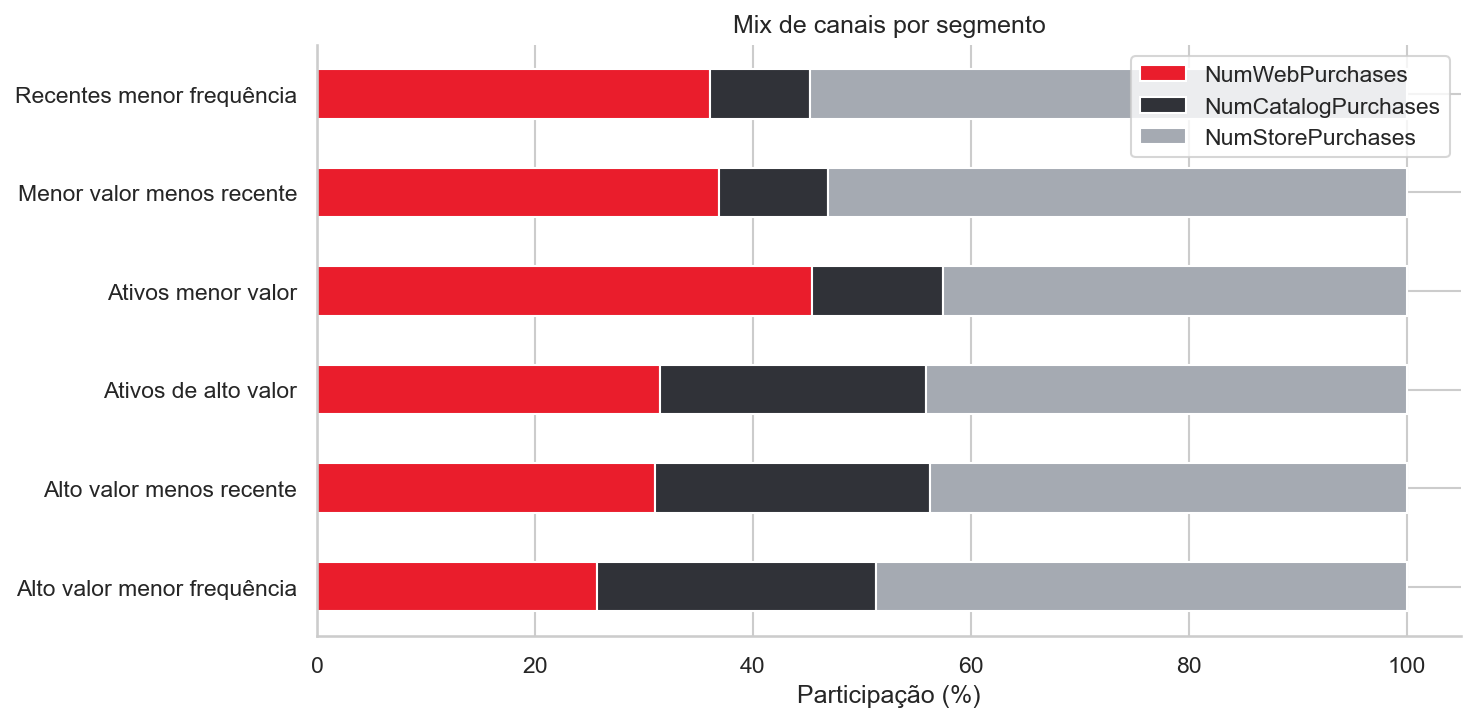 Mix de canais por segmento
NumWebPurchases
NumCatalogPurchases
NumStorePurchases
Recentes menor frequência
Menor valor menos recente
Ativos menor valor
Ativos de alto valor
Alto valor menos recente
Alto valor menor frequência
0 20 40 60 80 100
Participação (%)